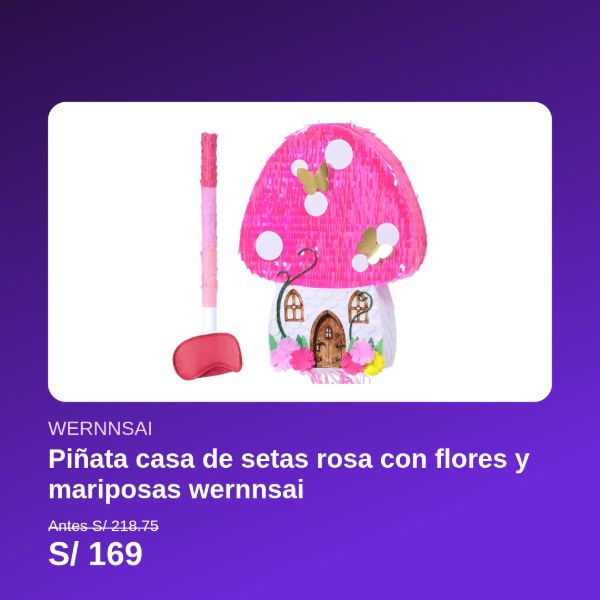 WERNNSAI
Piñata casa de setas rosa con flores y
mariposas wernnsai
Antes S/ 218.75
S/ 169